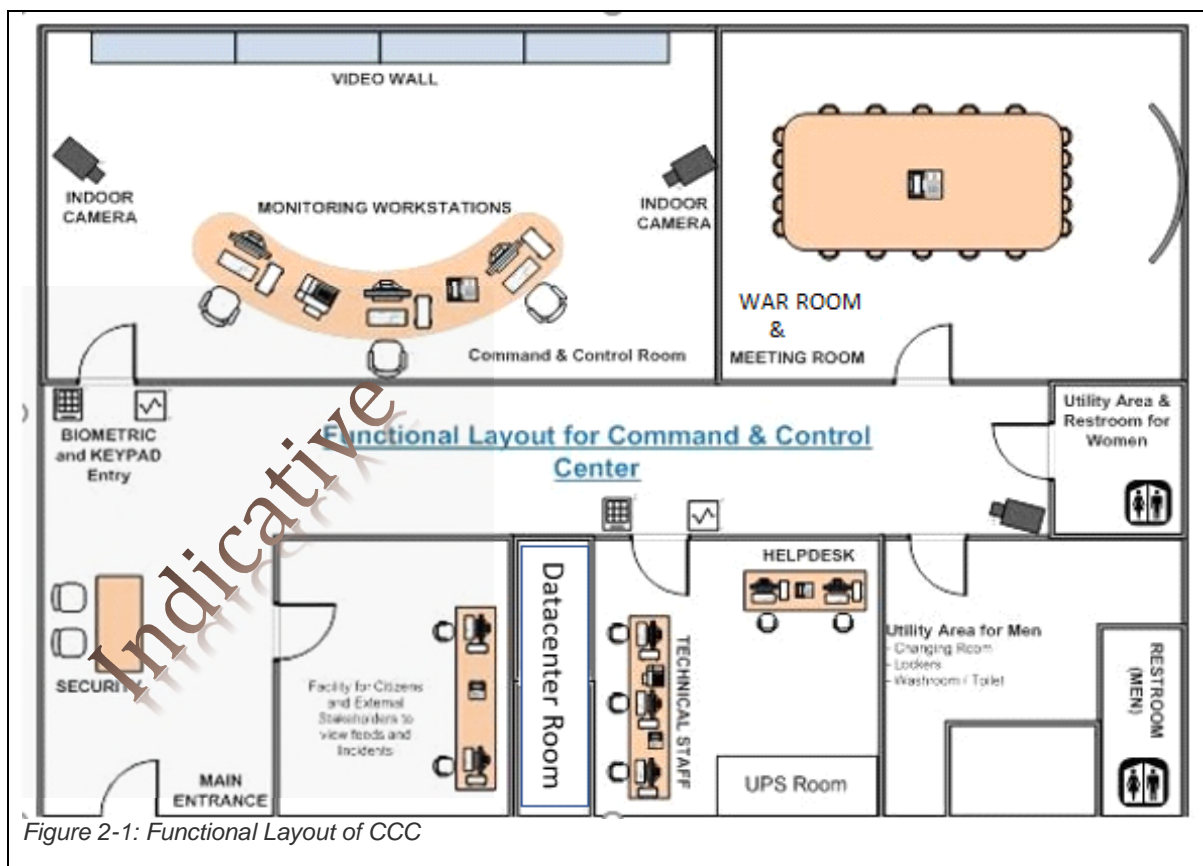 VIDEO WALL
INDOOR
CAMERA
MONITORING WORKSTATIONS
INDOOR
CAMERA
Command & Control Room
WAR ROOM
&
MEETING ROOM
BIOMETRIC
and KEYPAD
Entry
Functional Layout for Command & Control
Center
Utility Area &
Restroom for
Women
Indicative
SECURITY
MAIN
ENTRANCE
Facility for Citizens
and External
Stakeholders to
view feeds and
Incidents
Datacenter Room
TECHNICAL STAFF
HELPDESK
UPS Room
Utility Area for Men
- Changing Room
- Lockers
- Washroom / Toilet
RESTROOM
(MEN)
Figure 2-1: Functional Layout of CCC